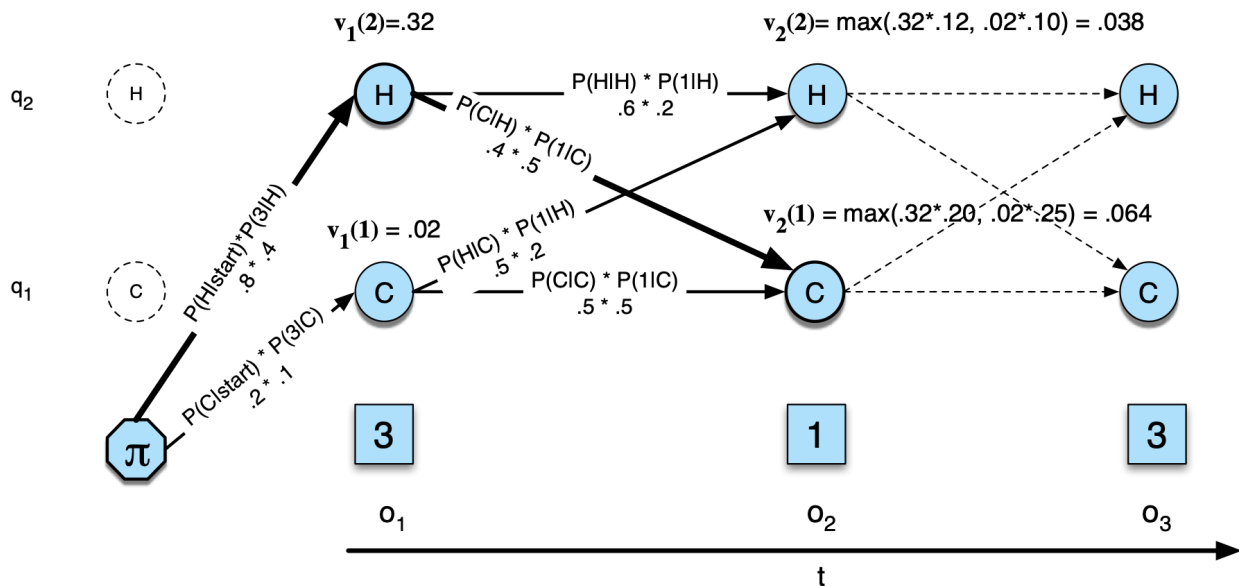 v₁(2)=.32
v₂(2)= max(.32*.12, .02*.10) = .038
q₂
H
H
P(H|H) * P(1|H)
.6 * .2
H
H
P(C|H) * P(1|C)
.4 * .5
P(H|start)*P(3|H)
.8 * .4
v₁(1) = .02
P(H|C) * P(1|H)
.5 * .2
v₂(1) = max(.32*.20, .02*.25) = .064
q₁
C
C
P(C|C) * P(1|C)
.5 * .5
C
C
P(C|start) * P(3|C)
.2 * .1
π
3
1
3
o₁
o₂
o₃
t